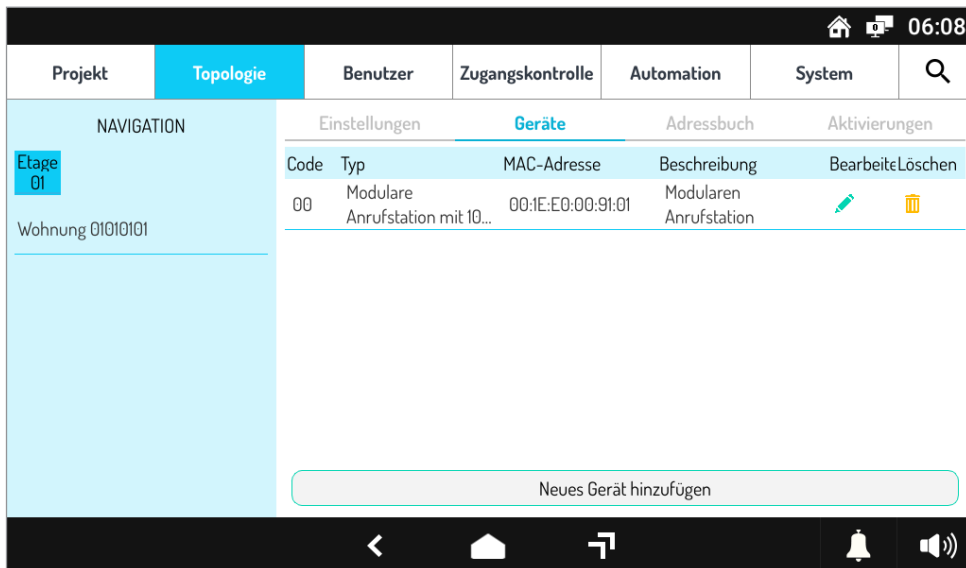 06:08
Projekt Topologie Benutzer Zugangskontrolle Automation System
NAVIGATION
Etage
01
Wohnung 01010101
Einstellungen Geräte Adressbuch Aktivierungen
Code Typ MAC-Adresse Beschreibung Bearbeite Löschen
00 Modulare Anrufstation mit 10... 00:1E:E0:00:91:01 Modularen Anrufstation
Neues Gerät hinzufügen